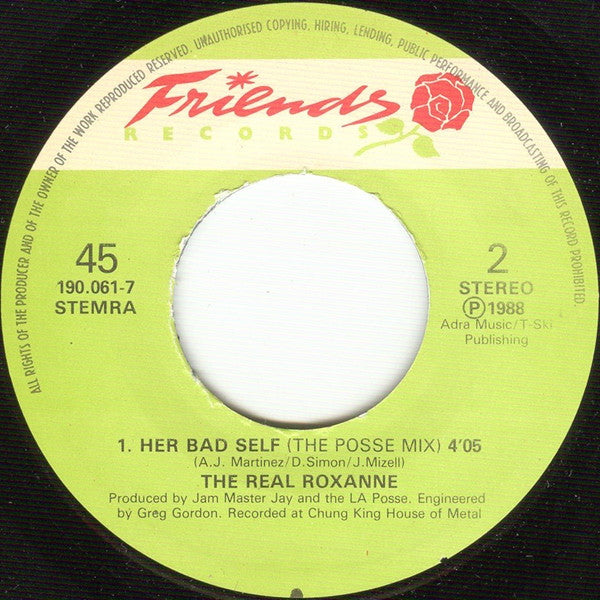 ALL RIGHTS OF THE PRODUCER AND OF THE OWNER OF THE WORK REPRODUCED RESERVED. UNAUTHORISED COPYING, HIRING, LENDING, PUBLIC PERFORMANCE AND BROADCASTING OF THIS RECORD PROHIBITED.
Friends
RECORDS
45
190.061-7
STEMRA
2
STEREO
Ⓟ1988
Adra Music/T-Ski
Publishing
1. HER BAD SELF (THE POSSE MIX) 4'05
(A.J. Martinez/D.Simon/J.Mizell)
THE REAL ROXANNE
Produced by Jam Master Jay and the LA Posse. Engineered
by Greg Gordon. Recorded at Chung King House of Metal